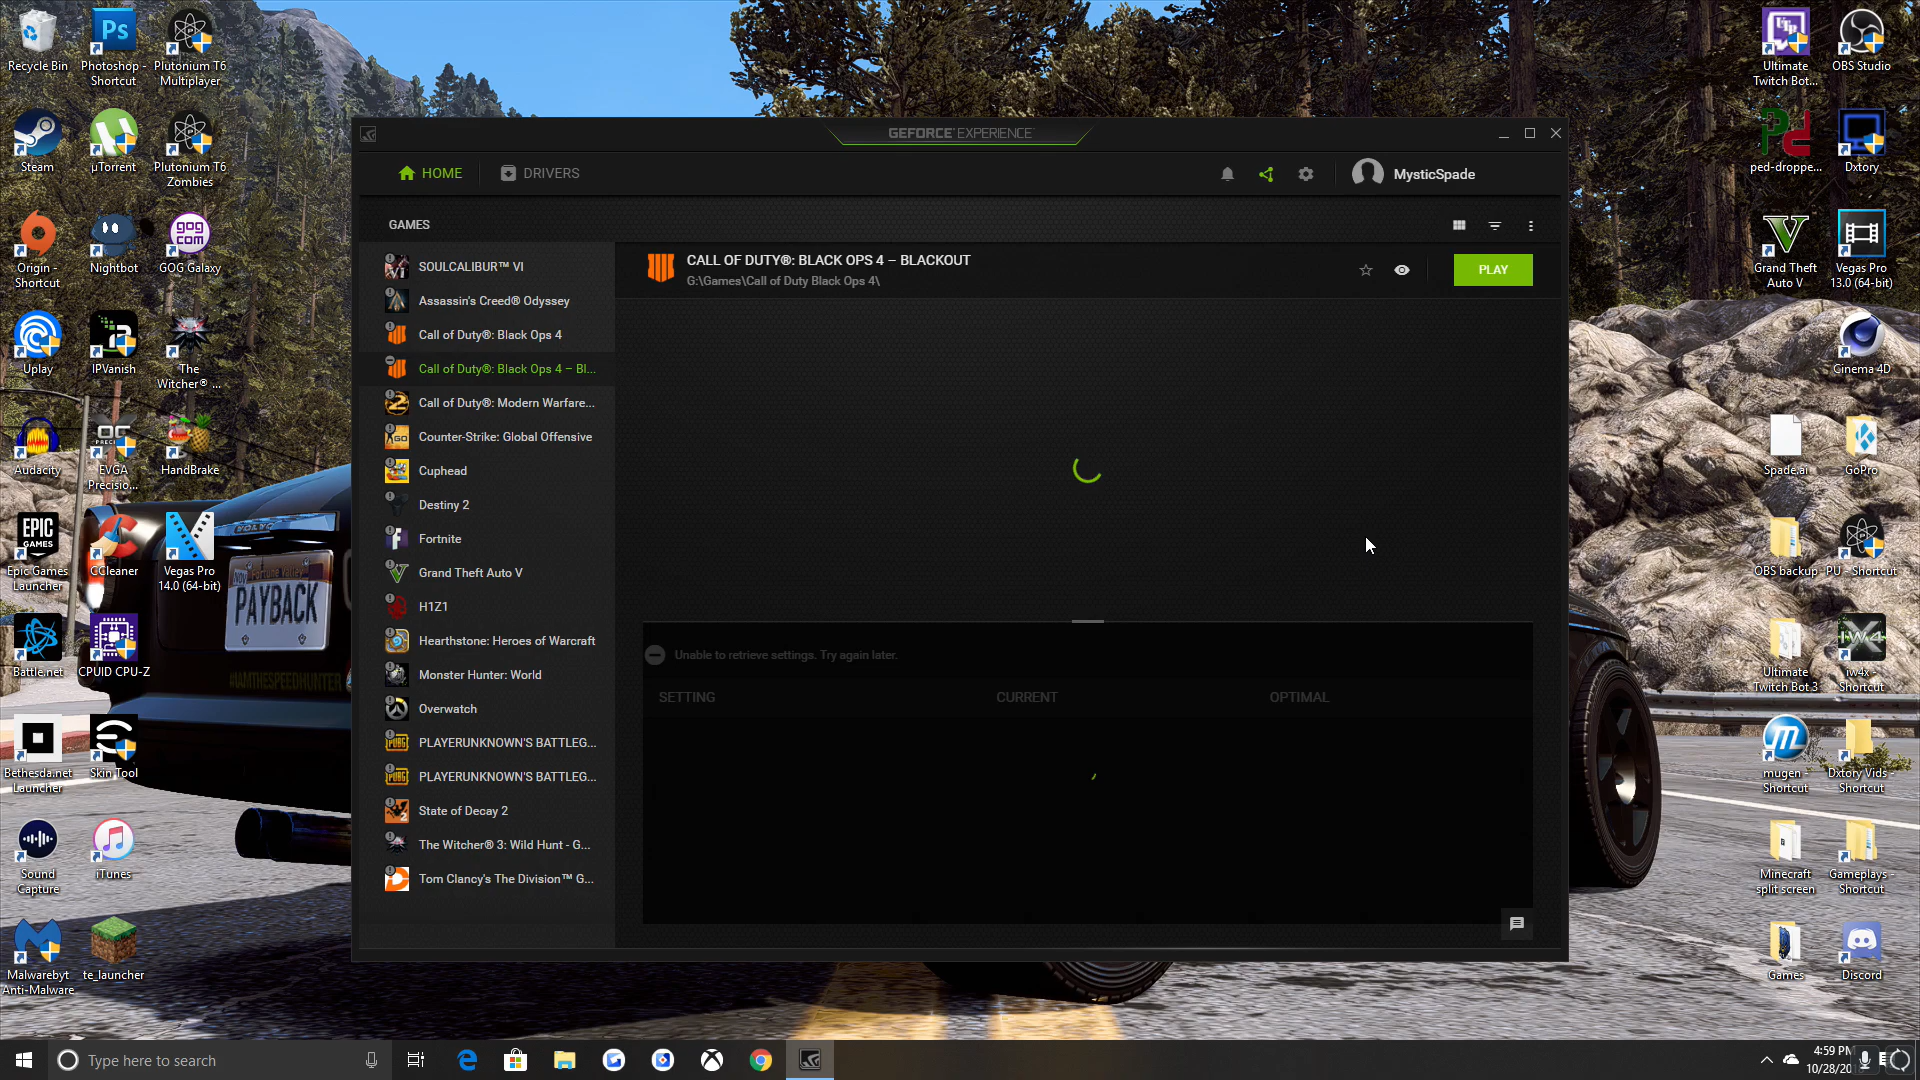 Recycle Bin
Photoshop - Shortcut
Plutonium T6 Multiplayer
Steam
µTorrent
Plutonium T6 Zombies
Origin - Shortcut
Nightbot
GOG Galaxy
Uplay
IPVanish
The Witcher® ...
Audacity
EVGA Precisio...
HandBrake
Epic Games Launcher
CCleaner
Vegas Pro 14.0 (64-bit)
Battle.net
CPUID CPU-Z
Bethesda.net Launcher
Skin Tool
Sound Capture
iTunes
Malwarebyt Anti-Malware
te_launcher
PAYBACK
#IAMTHESPEEDHUNTER
GEFORCE® EXPERIENCE™
HOME
DRIVERS
MysticSpade
GAMES
SOULCALIBUR™ VI
Assassin's Creed® Odyssey
Call of Duty®: Black Ops 4
Call of Duty®: Black Ops 4 – Bl...
Call of Duty®: Modern Warfare...
Counter-Strike: Global Offensive
Cuphead
Destiny 2
Fortnite
Grand Theft Auto V
H1Z1
Hearthstone: Heroes of Warcraft
Monster Hunter: World
Overwatch
PLAYERUNKNOWN'S BATTLEG...
PLAYERUNKNOWN'S BATTLEG...
State of Decay 2
The Witcher® 3: Wild Hunt - G...
Tom Clancy's The Division™ G...
CALL OF DUTY®: BLACK OPS 4 – BLACKOUT
G:\Games\Call of Duty Black Ops 4\
PLAY
Unable to retrieve settings. Try again later.
SETTING CURRENT OPTIMAL
Ultimate Twitch Bot...
OBS Studio
ped-droppe...
Dxtory
Grand Theft Auto V
Vegas Pro 13.0 (64-bit)
Cinema 4D
Spade.ai
GoPro
OBS backup
PU - Shortcut
Ultimate Twitch Bot 3
iw4x - Shortcut
mugen - Shortcut
Dxtory Vids - Shortcut
Minecraft split screen
Gameplays - Shortcut
Games
Discord
Type here to search
4:59 PM
10/28/20